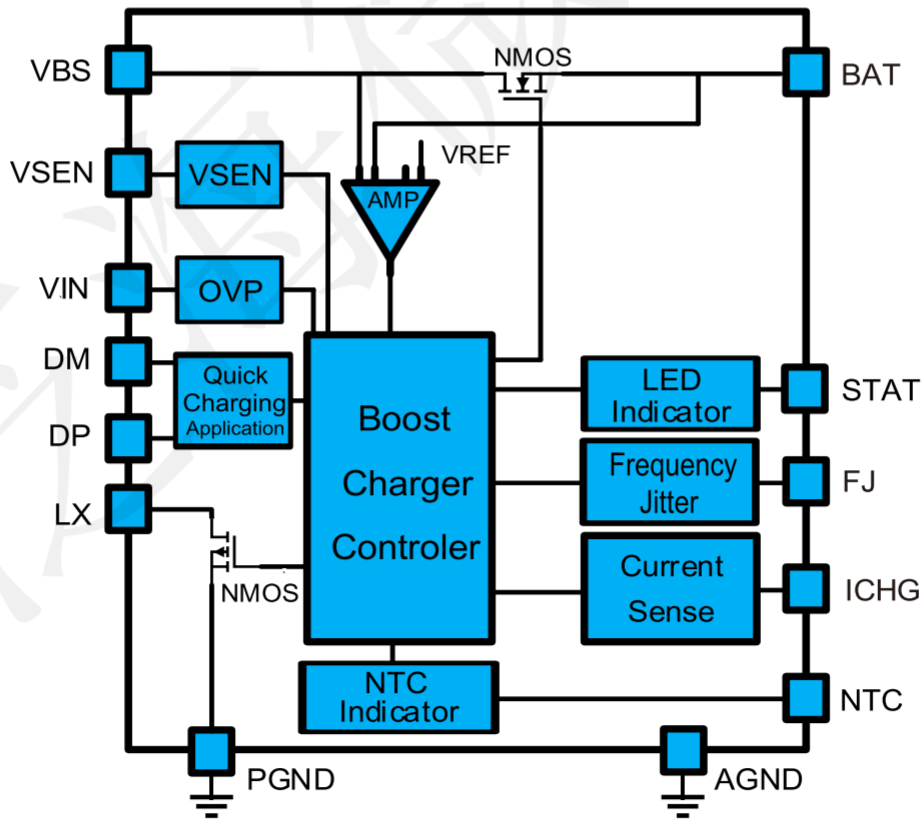 VBS
NMOS
BAT
VREF
VSEN
VSEN
AMP
VIN
OVP
DM
Quick
Charging
Application
DP
Boost
Charger
Controler
LED
Indicator
STAT
Frequency
Jitter
FJ
LX
NMOS
Current
Sense
ICHG
NTC
Indicator
NTC
PGND
AGND